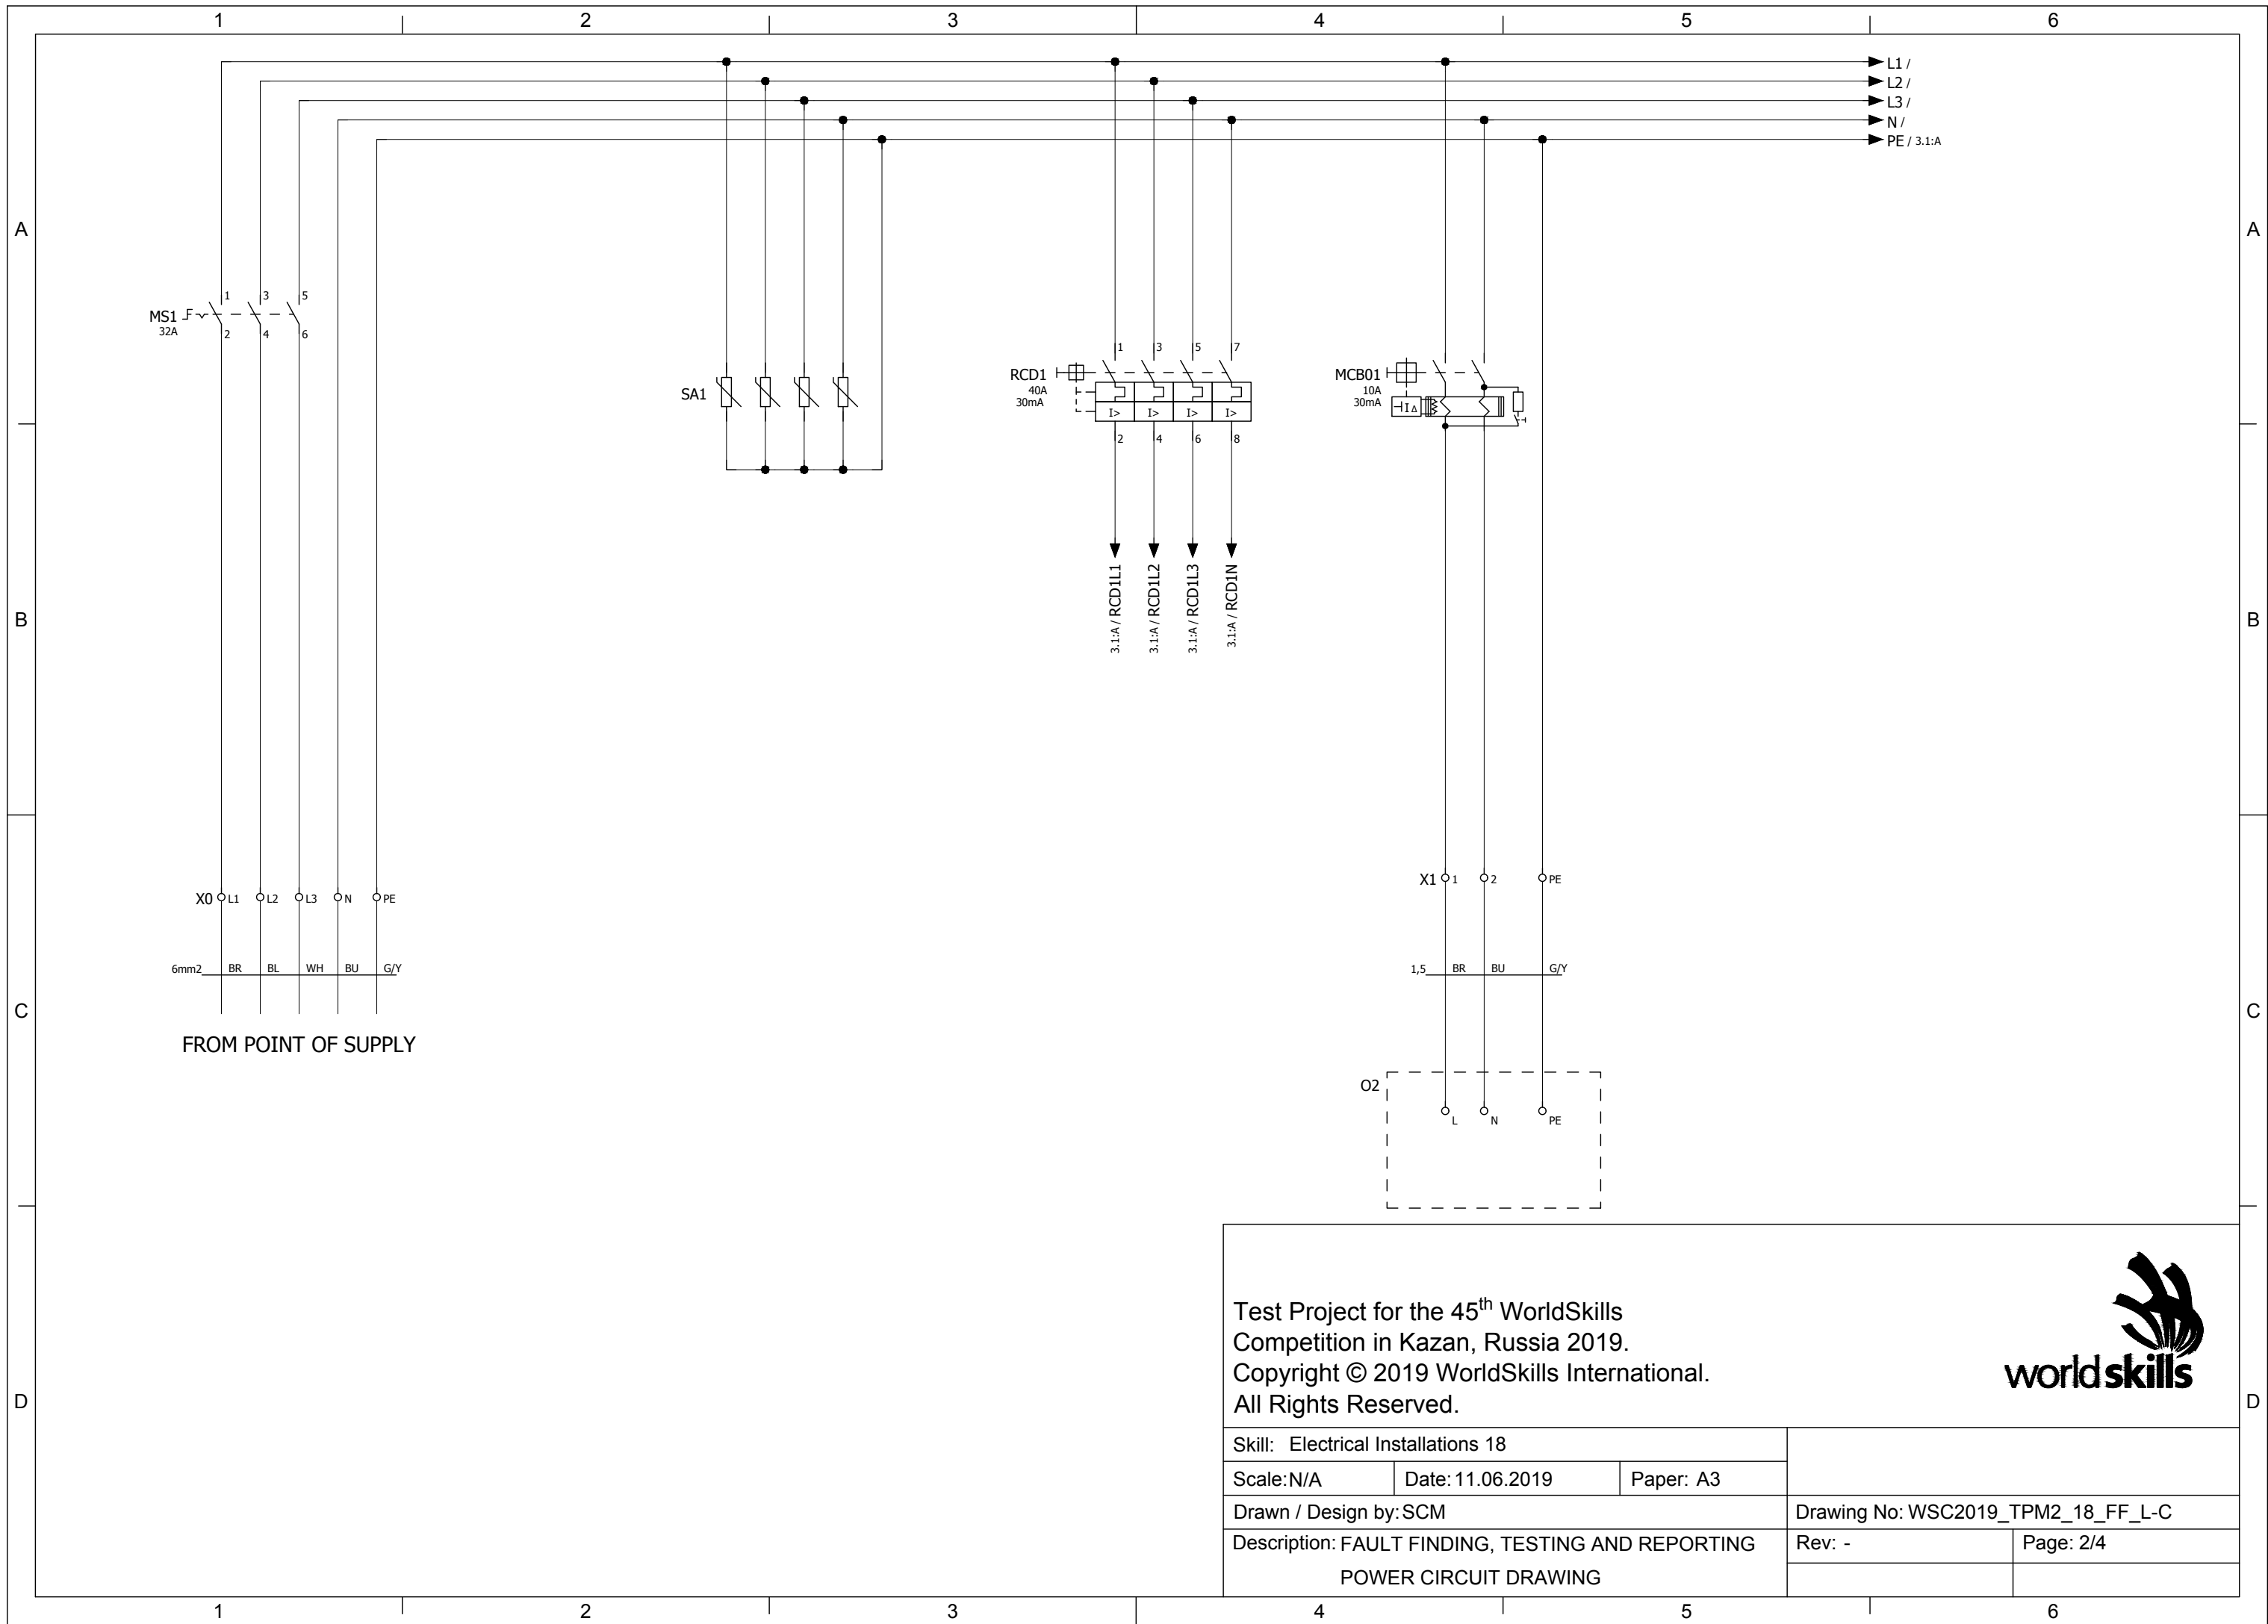 1 2 3 4 5 6
L1 /
L2 /
L3 /
N /
PE / 3.1:A
A A
MS1
32A
1 3 5
2 4 6
SA1
RCD1
40A
30mA
1 3 5 7
I> I> I> I>
2 4 6 8
MCB01
10A
30mA
I Δ
3.1:A / RCD1L1
3.1:A / RCD1L2
3.1:A / RCD1L3
3.1:A / RCD1N
B B
X0 L1 L2 L3 N PE
6mm2 BR BL WH BU G/Y
FROM POINT OF SUPPLY
X1 1 2 PE
1,5 BR BU G/Y
C C
O2
L N PE
Test Project for the 45th WorldSkills
Competition in Kazan, Russia 2019.
Copyright © 2019 WorldSkills International.
All Rights Reserved.
worldskills
D D
Skill: Electrical Installations 18
Scale:N/A Date:11.06.2019 Paper: A3
Drawn / Design by:SCM Drawing No: WSC2019_TPM2_18_FF_L-C
Description: FAULT FINDING, TESTING AND REPORTING Rev: - Page: 2/4
POWER CIRCUIT DRAWING
1 2 3 4 5 6